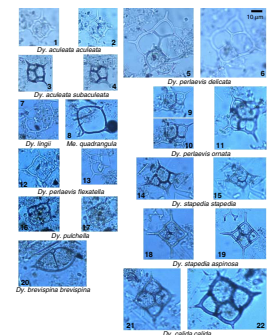 1 2
Dy. aculeata aculeata
3 4
Dy. aculeata subaculeata
7 8
Dy. lingii Me. quadrangula
12 13
Dy. perlaevis flexatella
16 17
Dy. pulchella
20
Dy. brevispina brevispina
10 µm
5 6
Dy. perlaevis delicata
9
10 11
Dy. perlaevis ornata
14 15
Dy. stapedia stapedia
18 19
Dy. stapedia aspinosa
21 22
Dy. calida calida